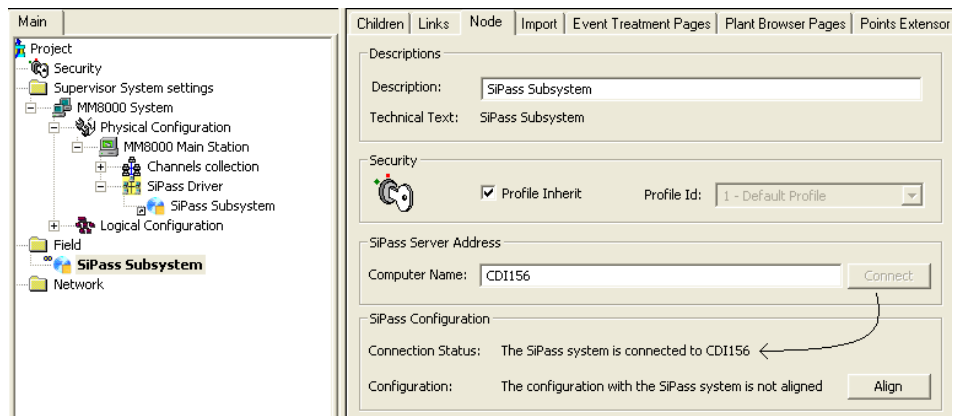 Main
Project
Security
Supervisor System settings
MM8000 System
Physical Configuration
MM8000 Main Station
Channels collection
SiPass Driver
SiPass Subsystem
Logical Configuration
Field
SiPass Subsystem
Network
Children Links Node Import Event Treatment Pages Plant Browser Pages Points Extensor
Descriptions
Description: SiPass Subsystem
Technical Text: SiPass Subsystem
Security
Profile Inherit Profile Id: 1 - Default Profile
SiPass Server Address
Computer Name: CDI156 Connect
SiPass Configuration
Connection Status: The SiPass system is connected to CDI156
Configuration: The configuration with the SiPass system is not aligned Align